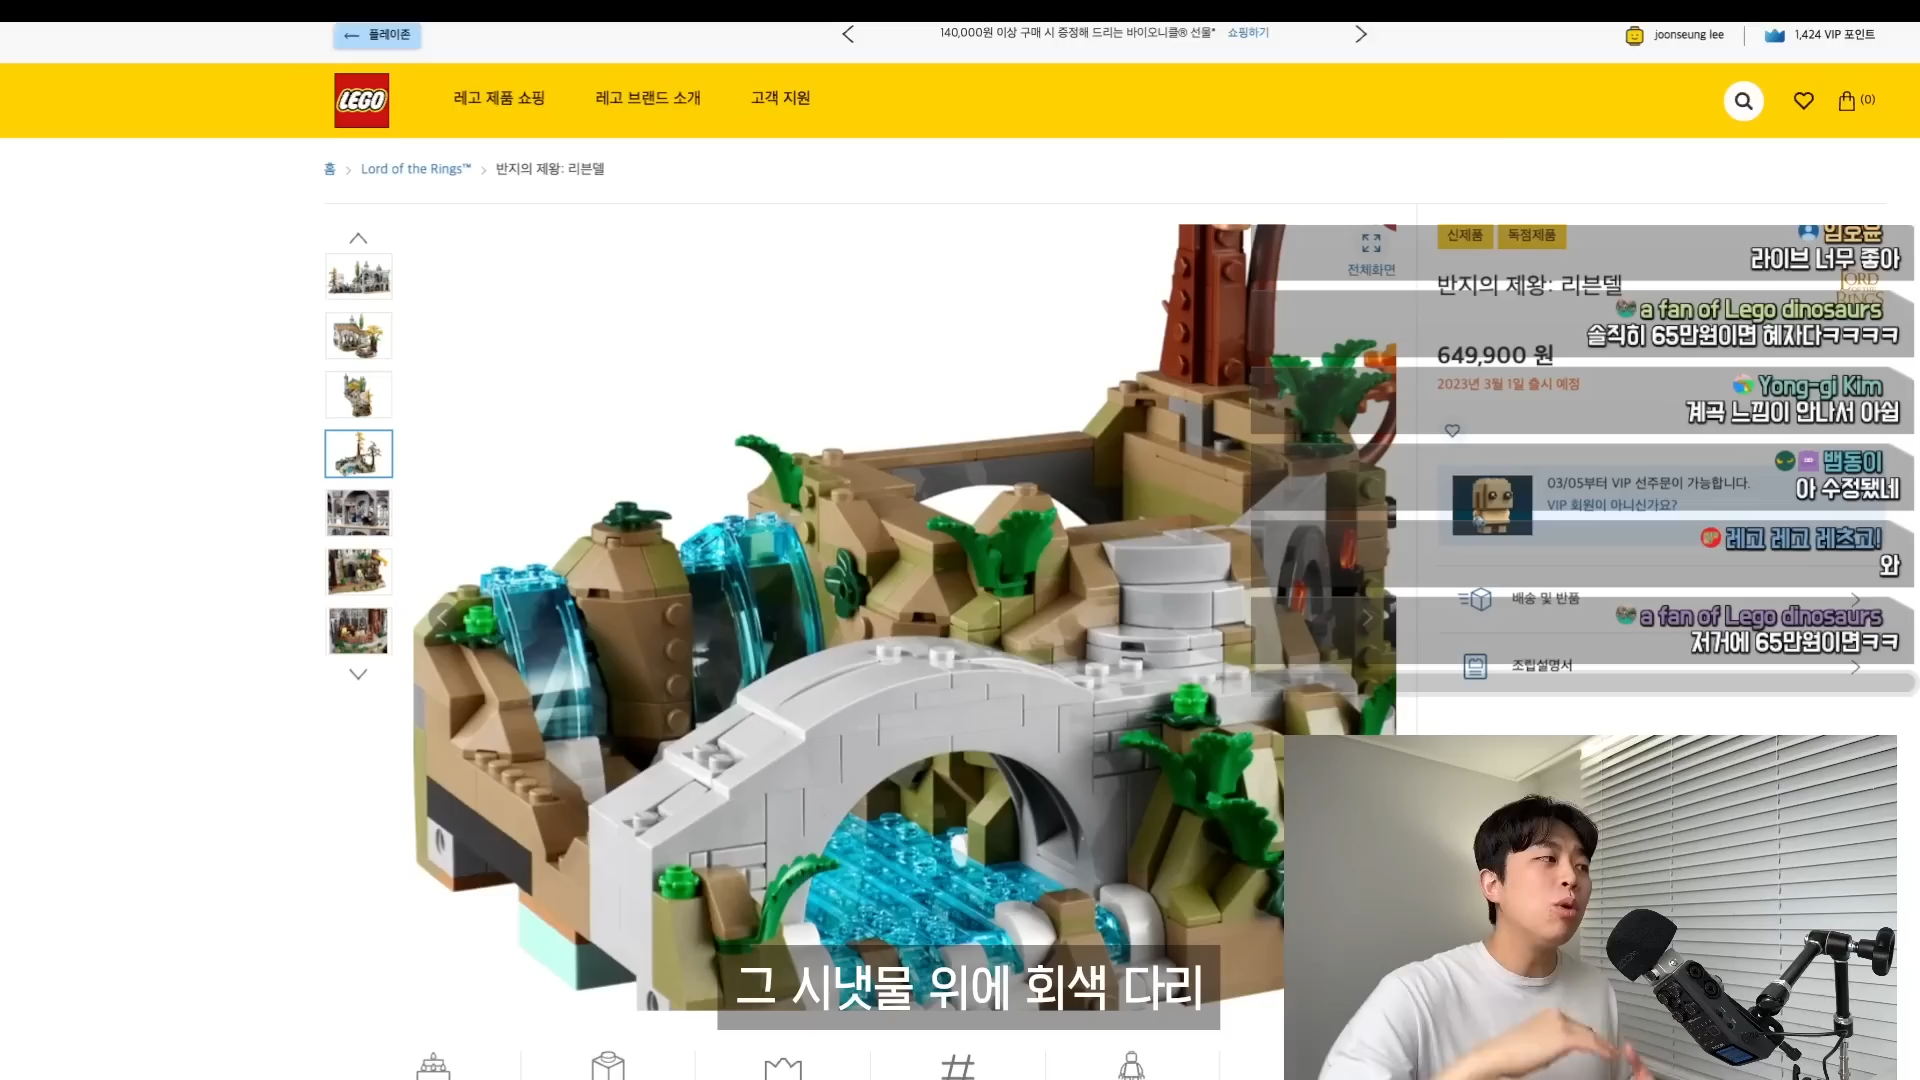 플레이존
140,000원 이상 구매 시 증정해 드리는 바이오니클® 선물* 쇼핑하기
joonseung lee
1,424 VIP 포인트
LEGO
레고 제품 쇼핑
레고 브랜드 소개
고객 지원
(0)
홈 > Lord of the Rings™ > 반지의 제왕: 리븐델
전체화면
신제품
독점제품
반지의 제왕: 리븐델
LORD
RINGS
649,900 원
2023년 3월 1일 출시 예정
03/05부터 VIP 선주문이 가능합니다.
VIP 회원이 아니신가요?
배송 및 반품
조립설명서
임호윤
라이브 너무 좋아
a fan of Lego dinosaurs
솔직히 65만원이면 혜자다ㅋㅋㅋㅋ
Yong-gi Kim
계곡 느낌이 안나서 아쉽
뱀동이
아 수정됐네
레고 레고 레츠고!
와
a fan of Lego dinosaurs
저거에 65만원이면ㅋㅋ
그 시냇물 위에 회색 다리
#